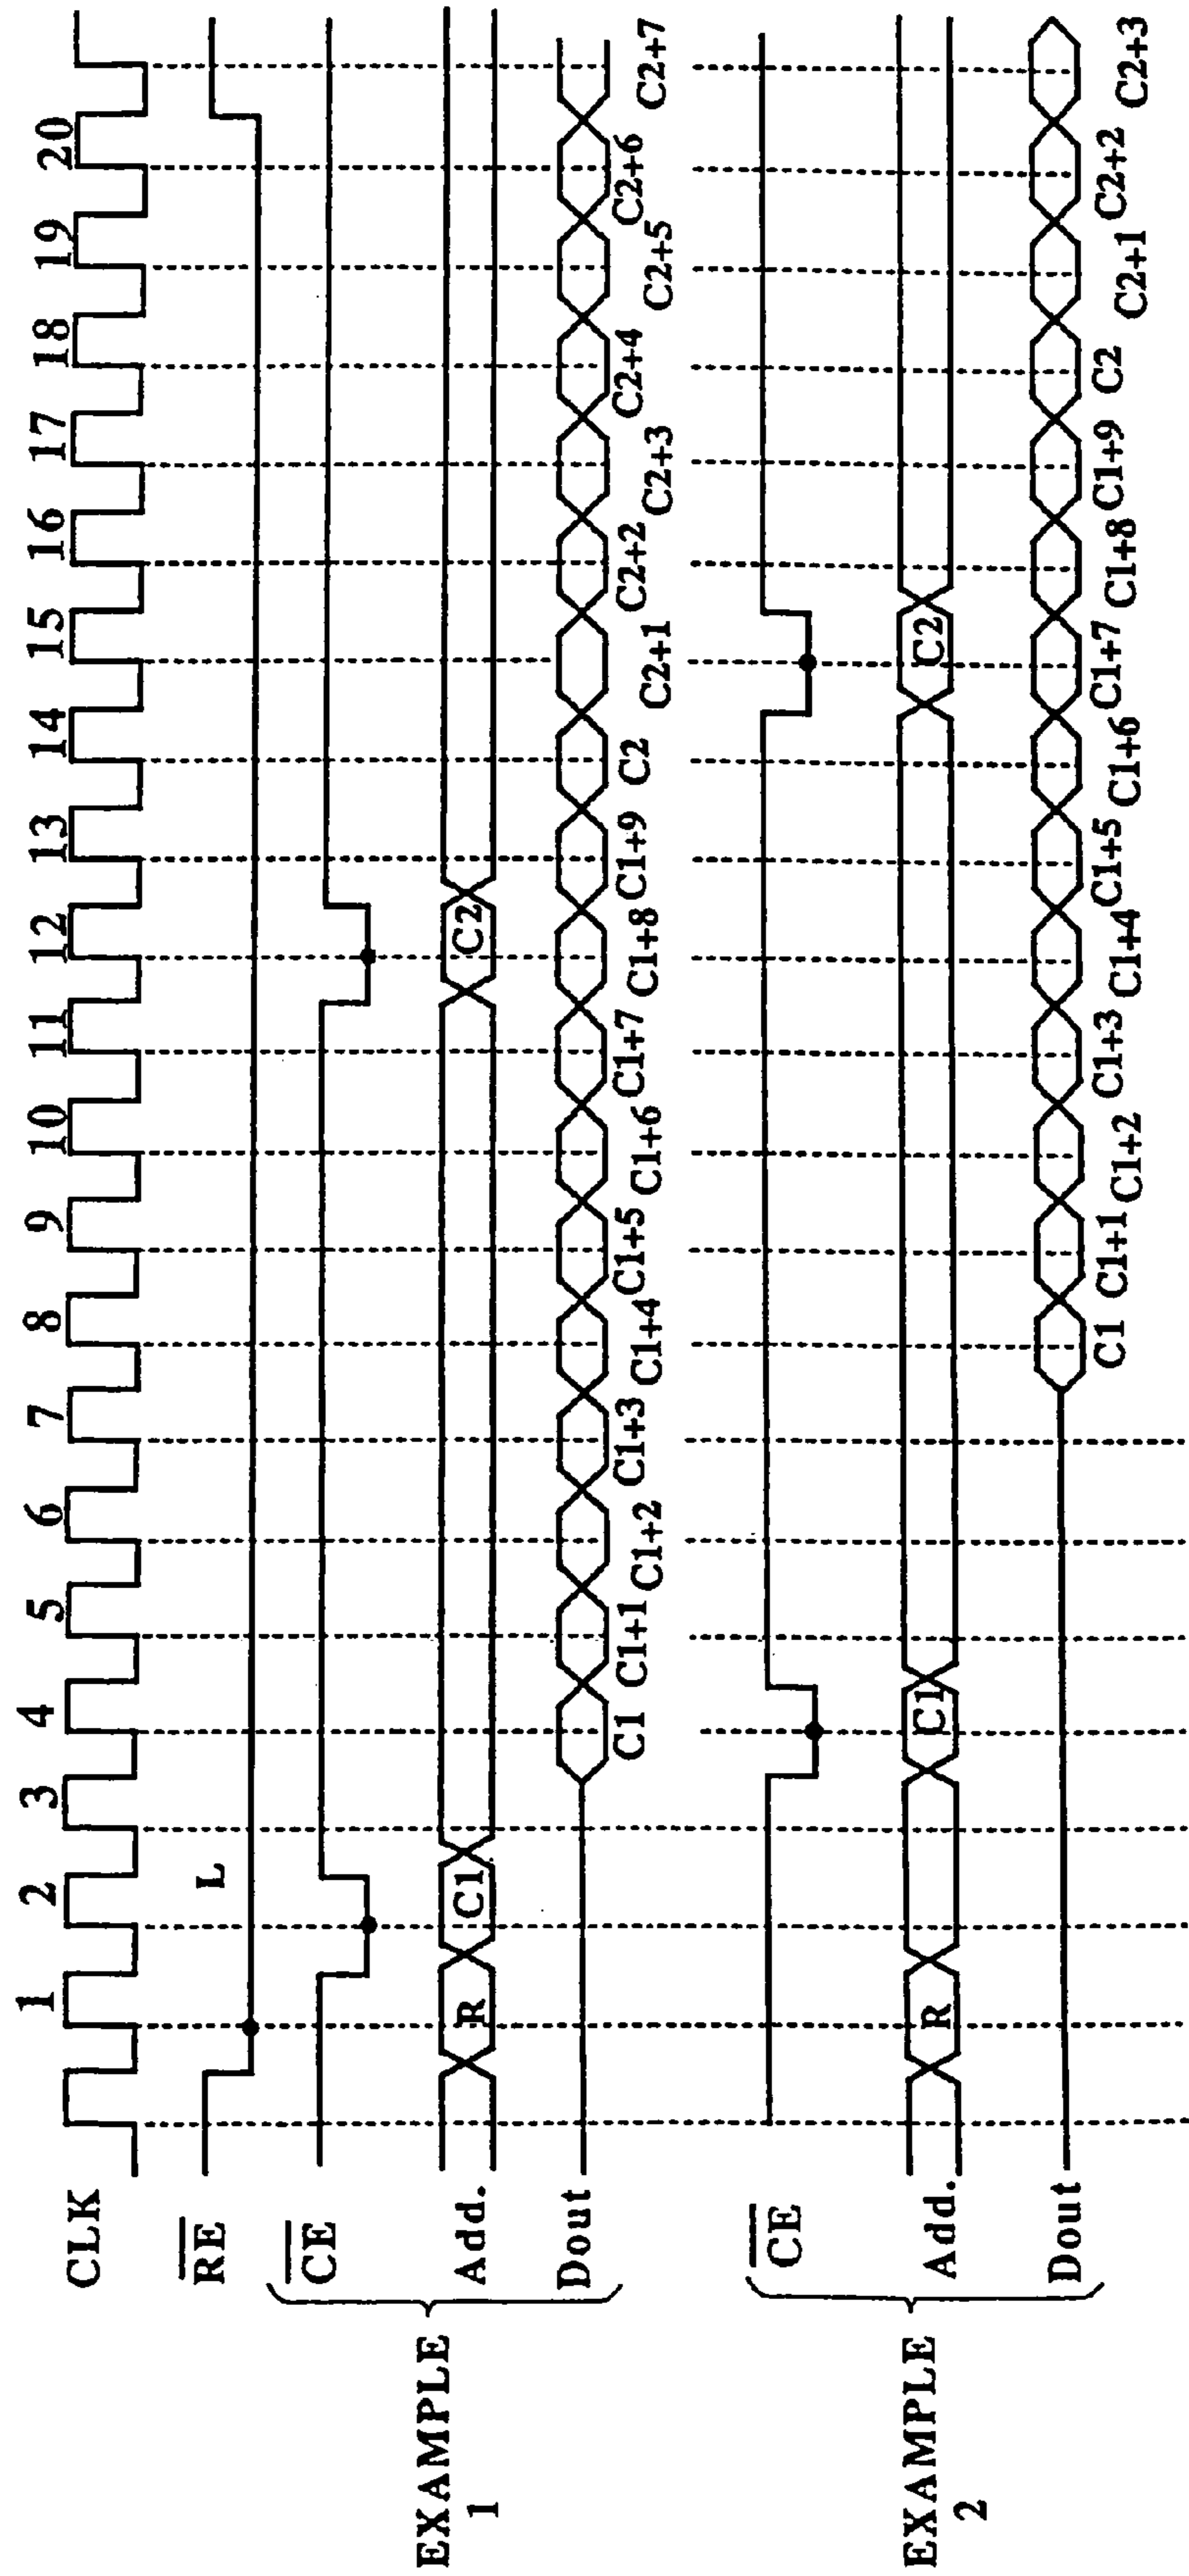 1 2 3 4 5 6 7 8 9 10 11 12 13 14 15 16 17 18 19 20
CLK
RE
L
EXAMPLE
1
CE
Add.
R C1 C2
Dout
C1 C1+1 C1+2 C1+3 C1+4 C1+5 C1+6 C1+7 C1+8 C1+9 C2 C2+1 C2+2 C2+3 C2+4 C2+5 C2+6 C2+7
EXAMPLE
2
CE
Add.
R C1 C2
Dout
C1 C1+1 C1+2 C1+3 C1+4 C1+5 C1+6 C1+7 C1+8 C1+9 C2 C2+1 C2+2 C2+3